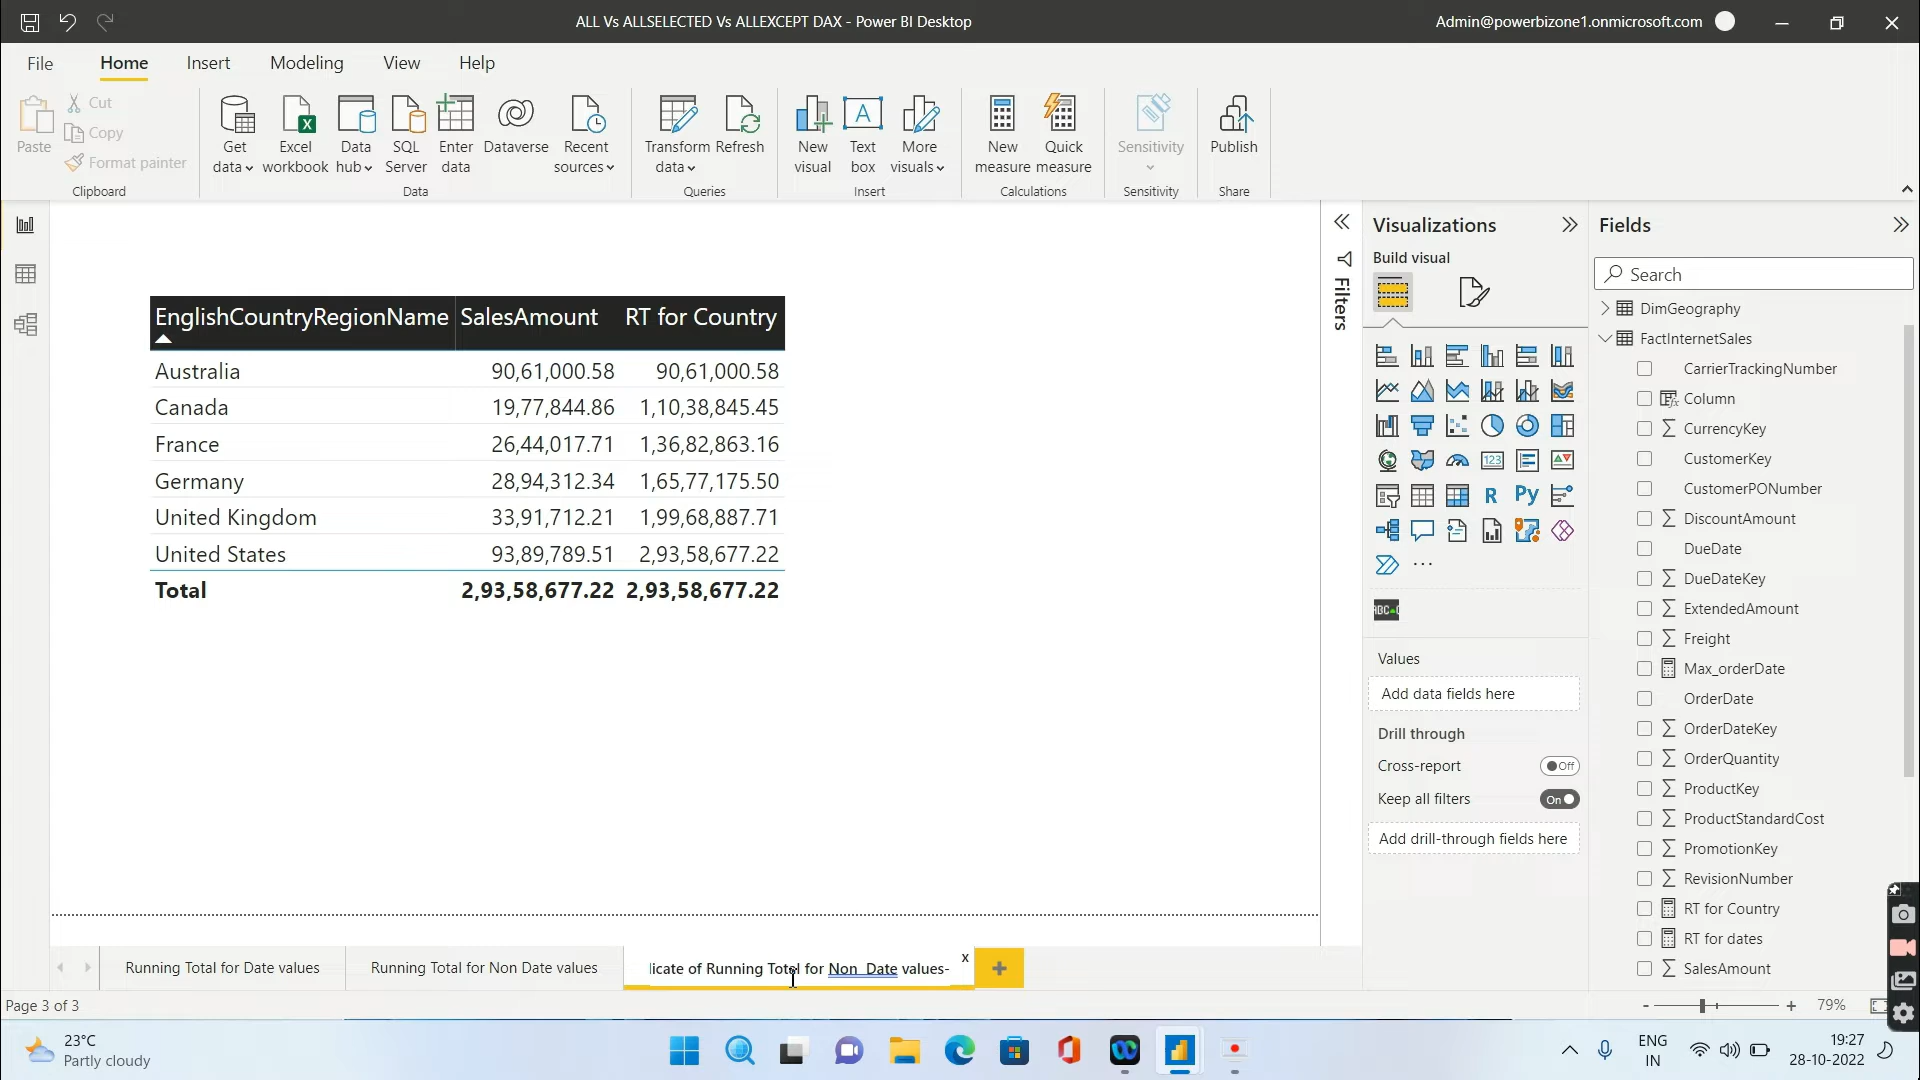 ALL Vs ALLSELECTED Vs ALLEXCEPT DAX - Power BI Desktop
Admin@powerbizone1.onmicrosoft.com
File
Home
Insert
Modeling
View
Help
Paste
Cut
Copy
Format painter
Clipboard
Get data
Excel workbook
Data hub
SQL Server
Enter data
Dataverse
Recent sources
Data
Transform data
Refresh
Queries
New visual
Text box
More visuals
Insert
New measure
Quick measure
Calculations
Sensitivity
Sensitivity
Publish
Share
EnglishCountryRegionName SalesAmount RT for Country
Australia 90,61,000.58 90,61,000.58
Canada 19,77,844.86 1,10,38,845.45
France 26,44,017.71 1,36,82,863.16
Germany 28,94,312.34 1,65,77,175.50
United Kingdom 33,91,712.21 1,99,68,887.71
United States 93,89,789.51 2,93,58,677.22
Total 2,93,58,677.22 2,93,58,677.22
Filters
Visualizations
Build visual
123
R
Py
Values
Add data fields here
Drill through
Cross-report
Off
Keep all filters
On
Add drill-through fields here
Fields
Search
DimGeography
FactInternetSales
CarrierTrackingNumber
Column
CurrencyKey
CustomerKey
CustomerPONumber
DiscountAmount
DueDate
DueDateKey
ExtendedAmount
Freight
Max_orderDate
OrderDate
OrderDateKey
OrderQuantity
ProductKey
ProductStandardCost
PromotionKey
RevisionNumber
RT for Country
RT for dates
SalesAmount
Running Total for Date values
Running Total for Non Date values
licate of Running Total for Non Date values-
x
Page 3 of 3
- + 79%
23°C
Partly cloudy
ENG
IN
19:27
28-10-2022